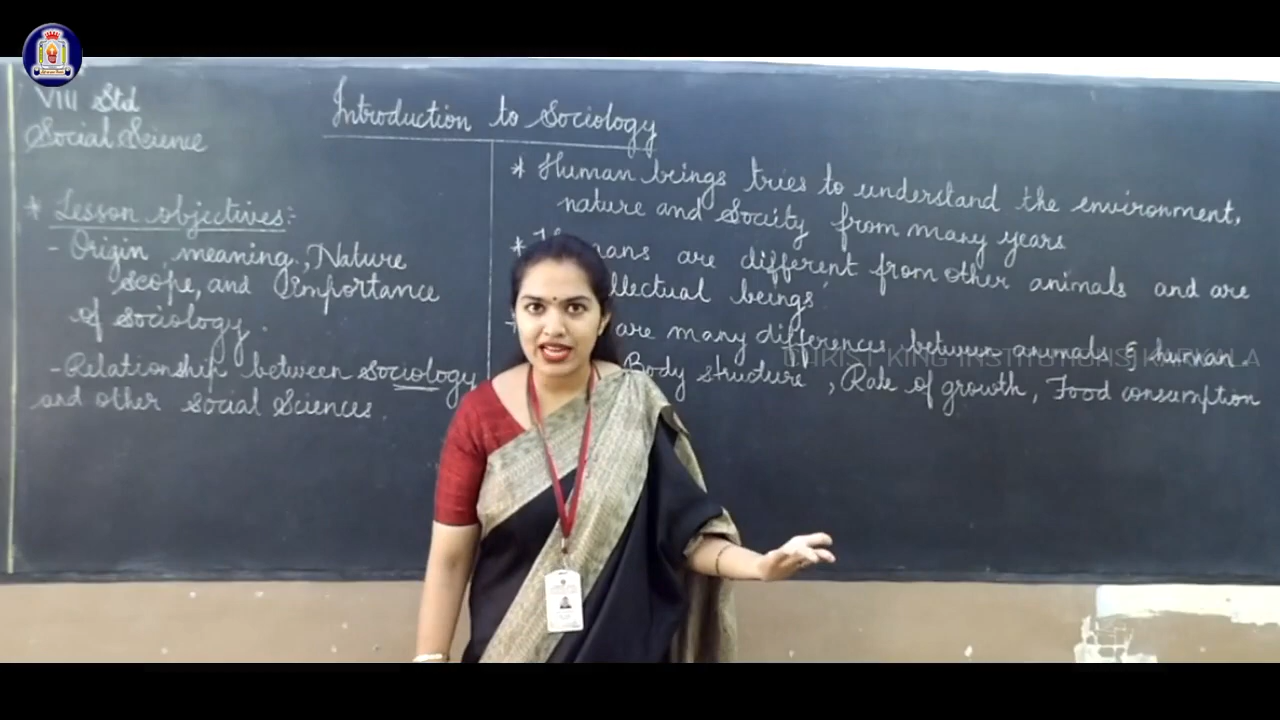 VIII Std
Social Science
Introduction to Sociology
* Lesson objectives:-
- Origin, meaning, Nature
Scope, and Importance
of Sociology.
- Relationship between Sociology
and other Social Sciences.
* Human beings tries to understand the environment,
nature and Society from many years
* are different from other animals and are
beings.
are many differences between animals & human.
Body structure, Rate of growth, Food consumption